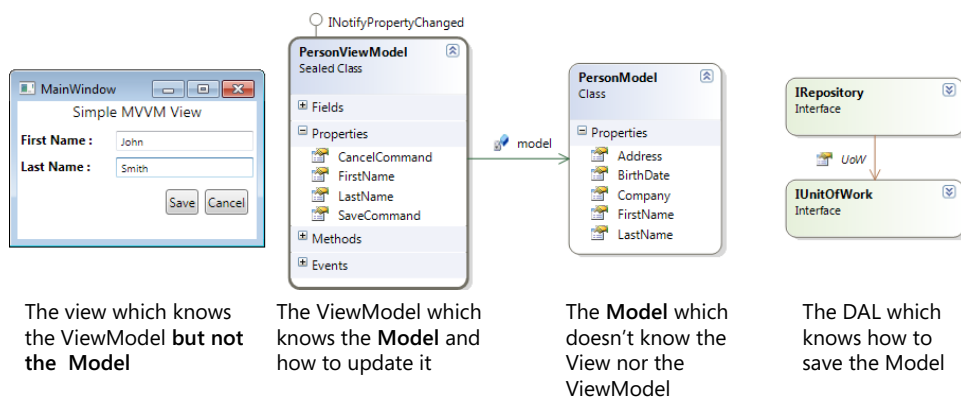 INotifyPropertyChanged
MainWindow
Simple MVVM View
First Name :
John
Last Name :
Smith
Save
Cancel
PersonViewModel
Sealed Class
Fields
Properties
CancelCommand
FirstName
LastName
SaveCommand
Methods
Events
model
PersonModel
Class
Properties
Address
BirthDate
Company
FirstName
LastName
IRepository
Interface
UoW
IUnitOfWork
Interface
The view which knows
the ViewModel but not
the Model
The ViewModel which
knows the Model and
how to update it
The Model which
doesn't know the
View nor the
ViewModel
The DAL which
knows how to
save the Model